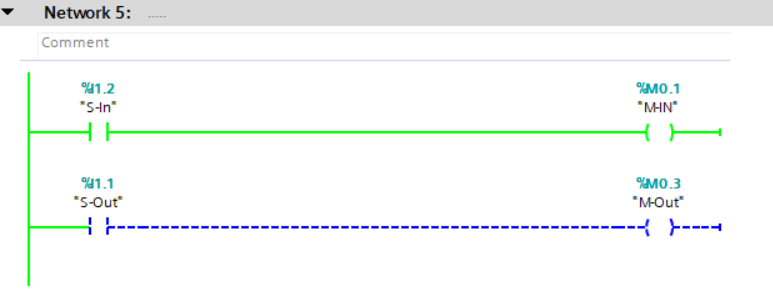 Network 5: .....
Comment
%I1.2 %M0.1
"S-In" "M-IN"
%I1.1 %M0.3
"S-Out" "M-Out"